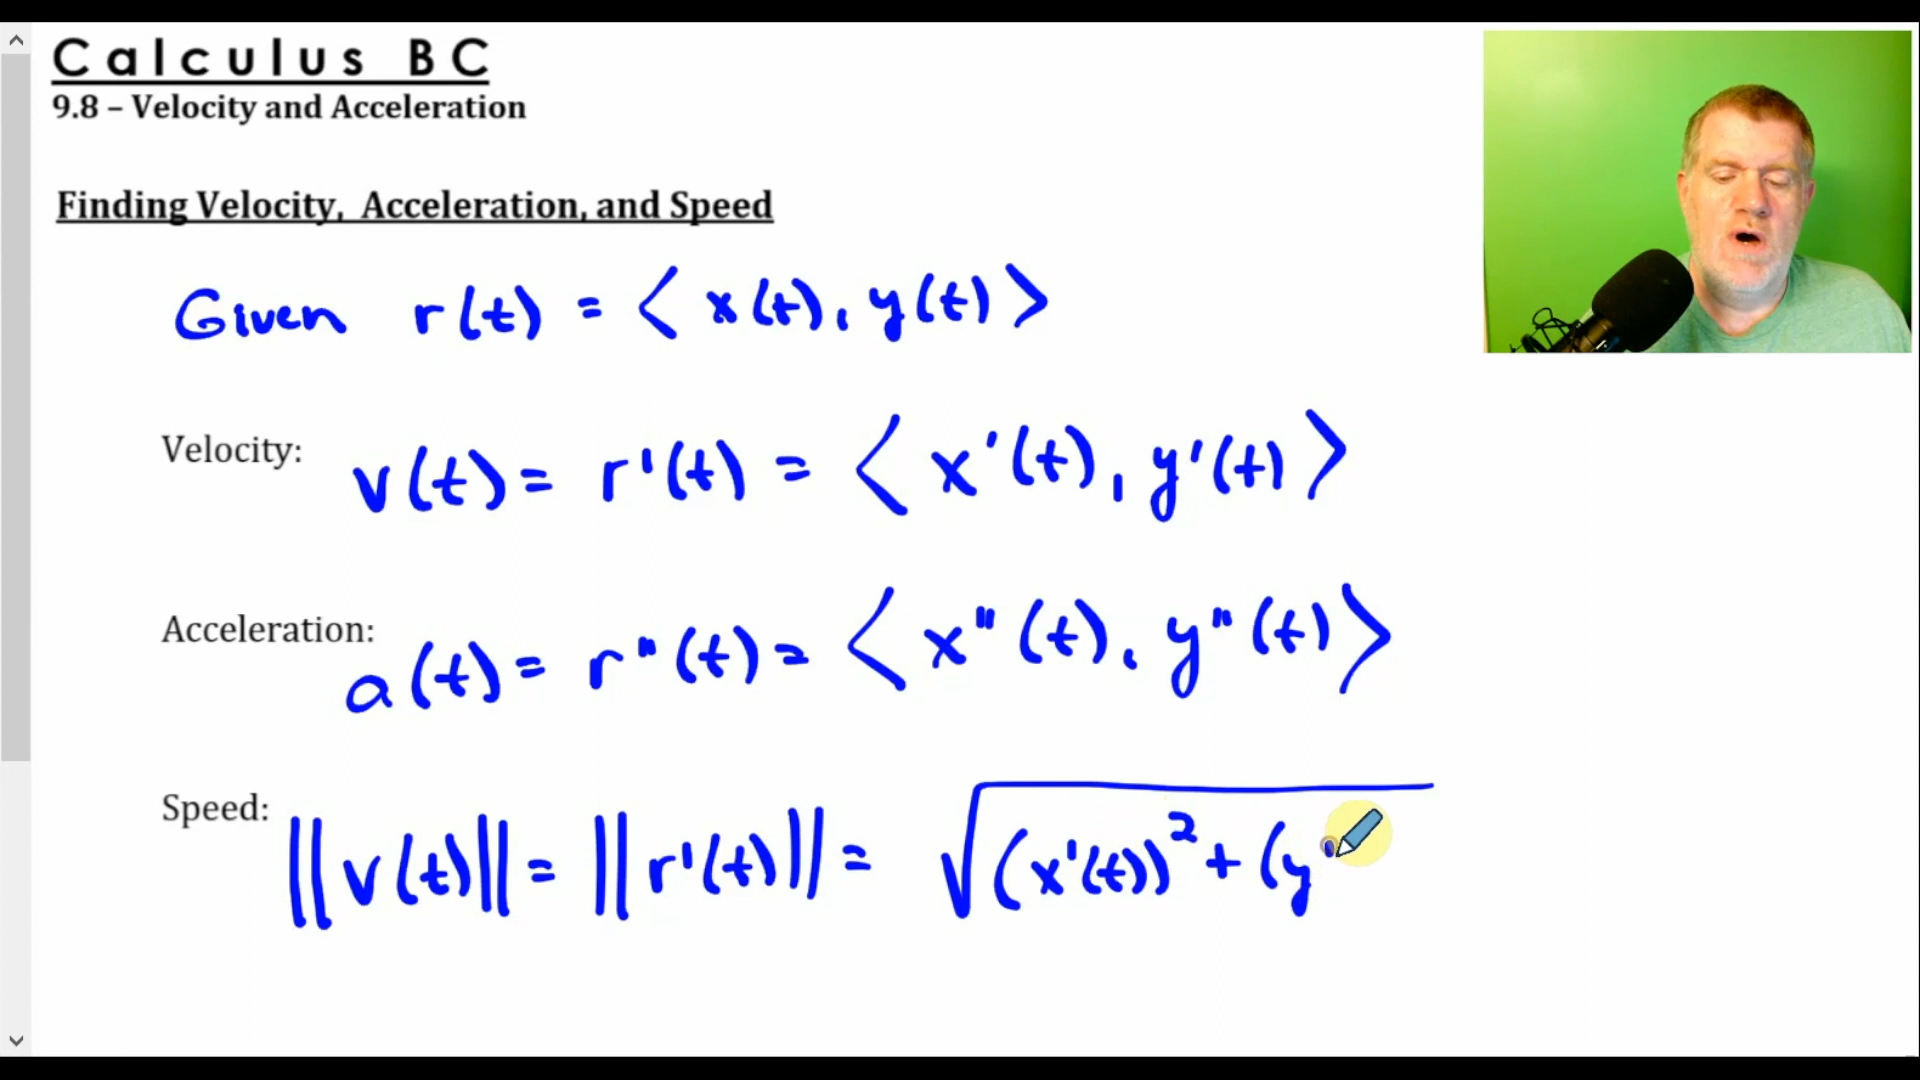 Calculus BC
9.8 – Velocity and Acceleration
Finding Velocity, Acceleration, and Speed
Given r(t) = < x(t), y(t) >
Velocity: v(t) = r'(t) = < x'(t), y'(t) >
Acceleration: a(t) = r"(t) = < x"(t), y"(t) >
Speed: ||v(t)|| = ||r'(t)|| = √(x'(t))² + (y'